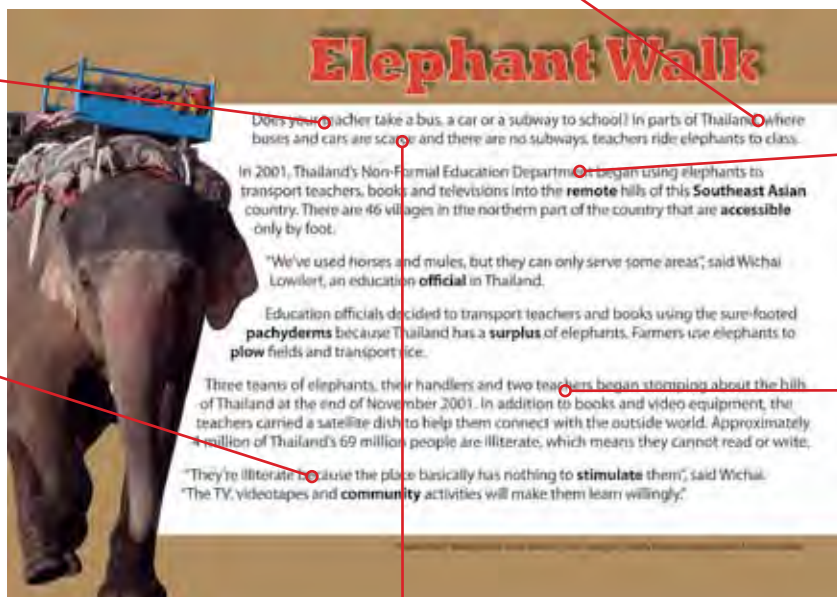 Elephant Walk
Does your teacher take a bus, a car or a subway to school? In parts of Thailand, where
buses and cars are scarce and there are no subways, teachers ride elephants to class.
In 2001, Thailand's Non-Formal Education Department began using elephants to
transport teachers, books and televisions into the remote hills of this Southeast Asian
country. There are 46 villages in the northern part of the country that are accessible
only by foot.
"We've used horses and mules, but they can only serve some areas", said Wichai
Lowilert, an education official in Thailand.
Education officials decided to transport teachers and books using the sure-footed
pachyderms because Thailand has a surplus of elephants. Farmers use elephants to
plow fields and transport rice.
Three teams of elephants, their handlers and two teachers began stomping about the hills
of Thailand at the end of November 2001. In addition to books and video equipment, the
teachers carried a satellite dish to help them connect with the outside world. Approximately
4 million of Thailand's 69 million people are illiterate, which means they cannot read or write.
"They're illiterate because the place basically has nothing to stimulate them", said Wichai.
"The TV, videotapes and community activities will make them learn willingly."